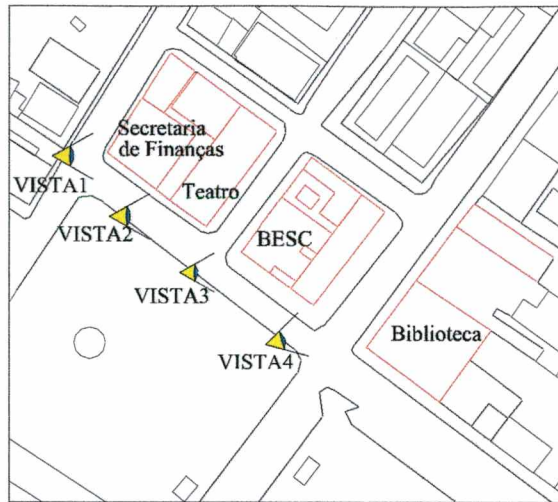 Secretaria
de Finanças
VISTA1
Teatro
VISTA2
BESC
VISTA3
Biblioteca
VISTA4